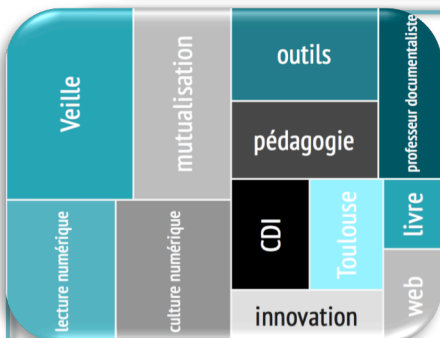 Veille
mutualisation
outils
professeur documentaliste
pédagogie
lecture numérique
culture numérique
CDI
Toulouse
livre
web
innovation